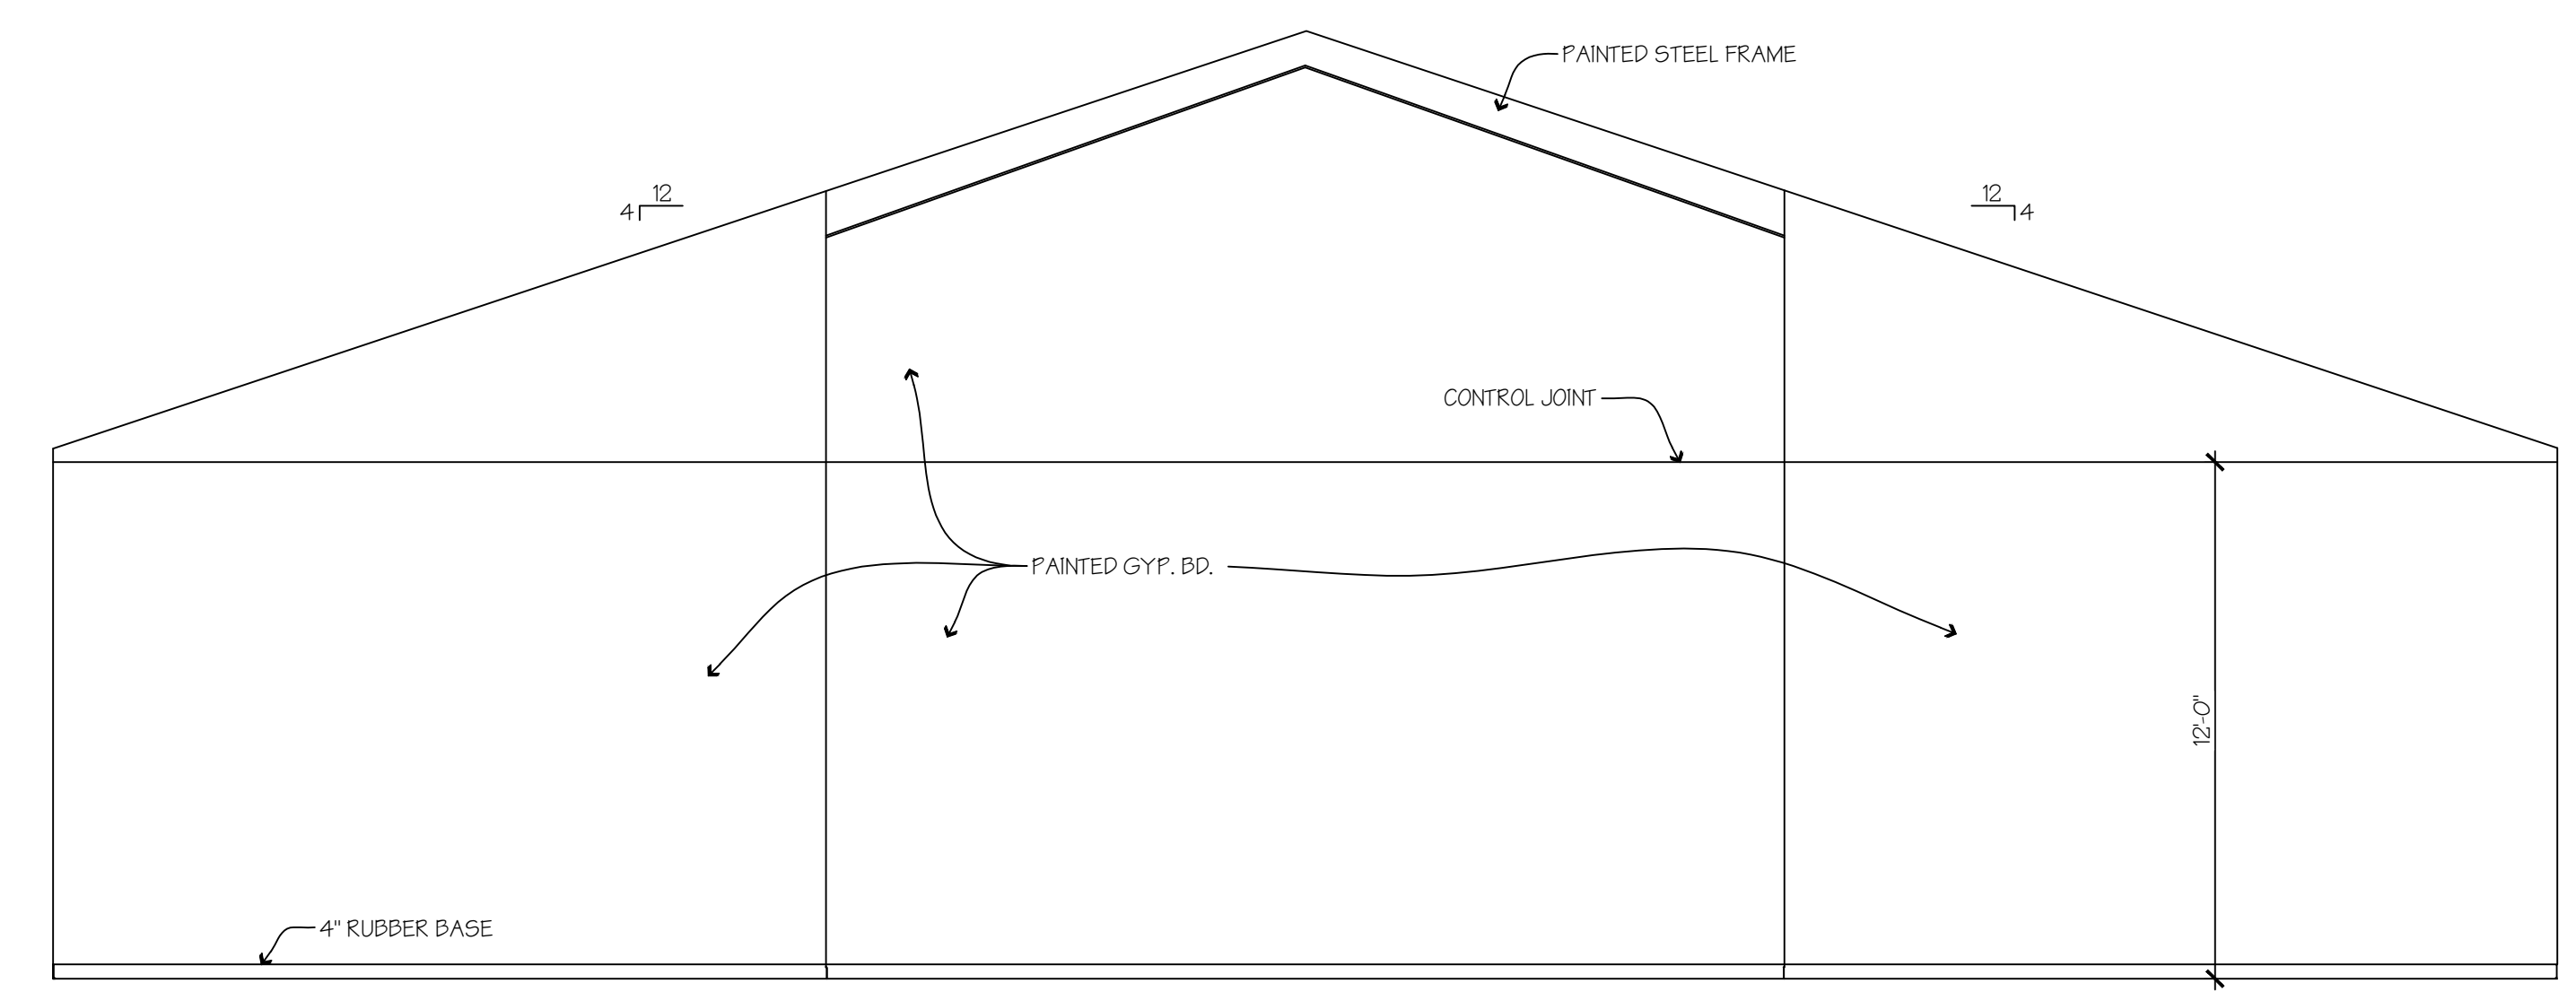 PAINTED STEEL FRAME
12
4
12
4
CONTROL JOINT
PAINTED GYP. BD.
12'-0"
4" RUBBER BASE